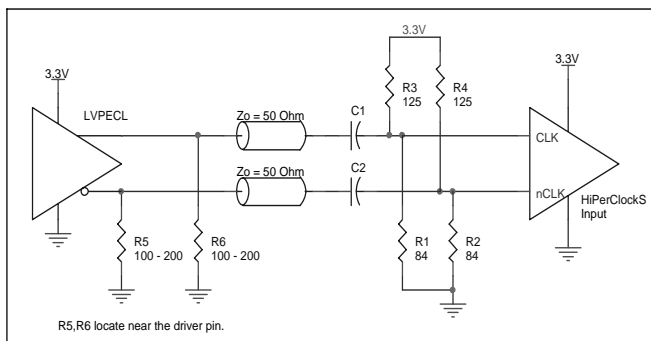 3.3V
3.3V
3.3V
R3
125
R4
125
LVPECL
Zo = 50 Ohm
C1
CLK
Zo = 50 Ohm
C2
nCLK
HiPerClockS
Input
R5
100 - 200
R6
100 - 200
R1
84
R2
84
R5,R6 locate near the driver pin.